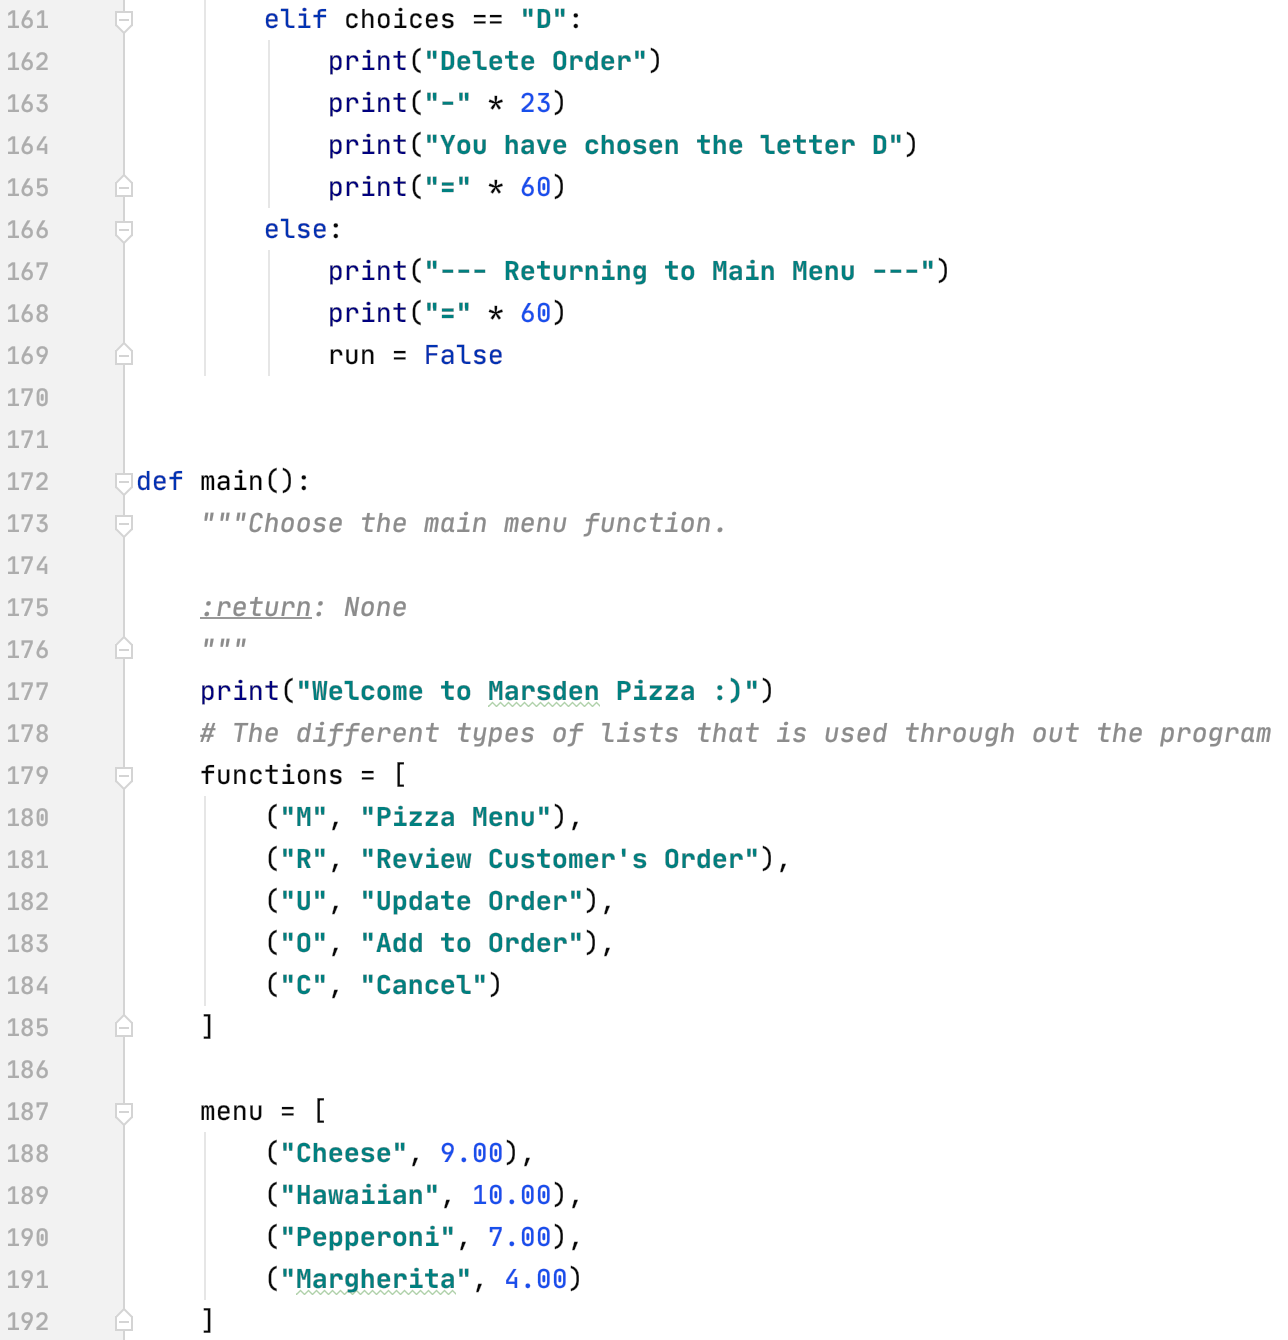 161         elif choices == "D":
162             print("Delete Order")
163             print("-" * 23)
164             print("You have chosen the letter D")
165             print("=" * 60)
166         else:
167             print("--- Returning to Main Menu ---")
168             print("=" * 60)
169             run = False
170
171
172 def main():
173     """Choose the main menu function.
174
175     :return: None
176     """
177     print("Welcome to Marsden Pizza :)")
178     # The different types of lists that is used through out the program
179     functions = [
180         ("M", "Pizza Menu"),
181         ("R", "Review Customer's Order"),
182         ("U", "Update Order"),
183         ("O", "Add to Order"),
184         ("C", "Cancel")
185     ]
186
187     menu = [
188         ("Cheese", 9.00),
189         ("Hawaiian", 10.00),
190         ("Pepperoni", 7.00),
191         ("Margherita", 4.00)
192     ]